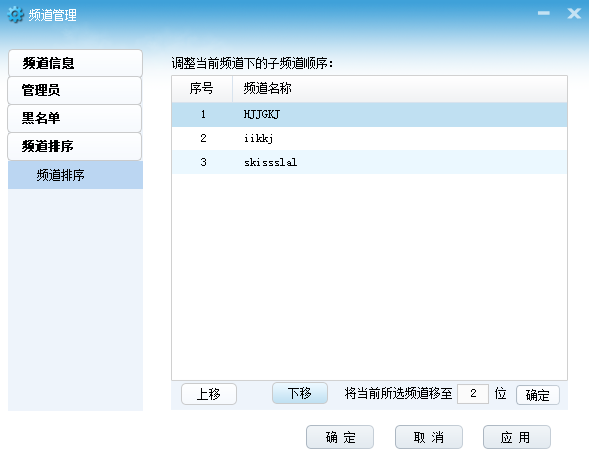 频道管理
频道信息
管理员
黑名单
频道排序
频道排序
调整当前频道下的子频道顺序:
序号 频道名称
1 HJJGKJ
2 iikkj
3 skissslal
上移 下移 将当前所选频道移至 2 位 确定
确定 取消 应用